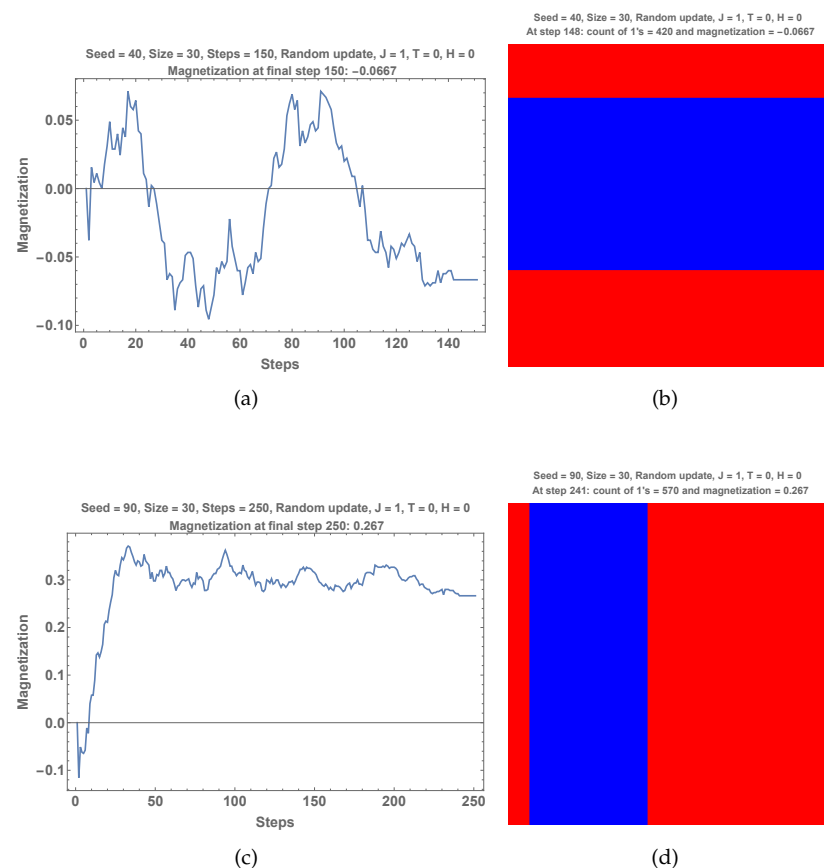 Seed = 40, Size = 30, Steps = 150, Random update, J = 1, T = 0, H = 0
Magnetization at final step 150: −0.0667
Magnetization
0.05
0.00
−0.05
−0.10
0 20 40 60 80 100 120 140
Steps
(a)
Seed = 40, Size = 30, Random update, J = 1, T = 0, H = 0
At step 148: count of 1's = 420 and magnetization = −0.0667
(b)
Seed = 90, Size = 30, Steps = 250, Random update, J = 1, T = 0, H = 0
Magnetization at final step 250: 0.267
Magnetization
0.3
0.2
0.1
0.0
−0.1
0 50 100 150 200 250
Steps
(c)
Seed = 90, Size = 30, Random update, J = 1, T = 0, H = 0
At step 241: count of 1's = 570 and magnetization = 0.267
(d)